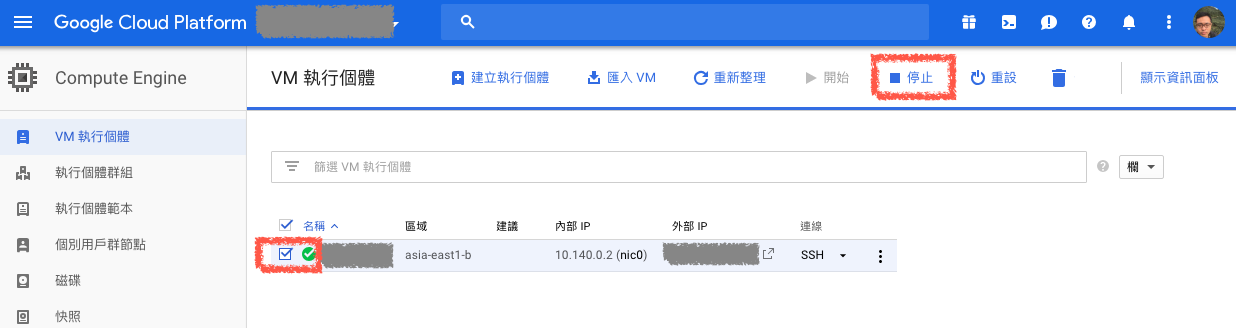 Google Cloud Platform
Compute Engine
VM 執行個體 建立執行個體 匯入 VM 重新整理 開始 停止 重設 顯示資訊面板
VM 執行個體
執行個體群組
執行個體範本
個別用戶群節點
磁碟
快照
篩選 VM 執行個體 欄
名稱 區域 建議 內部 IP 外部 IP 連線
asia-east1-b 10.140.0.2 (nic0) SSH